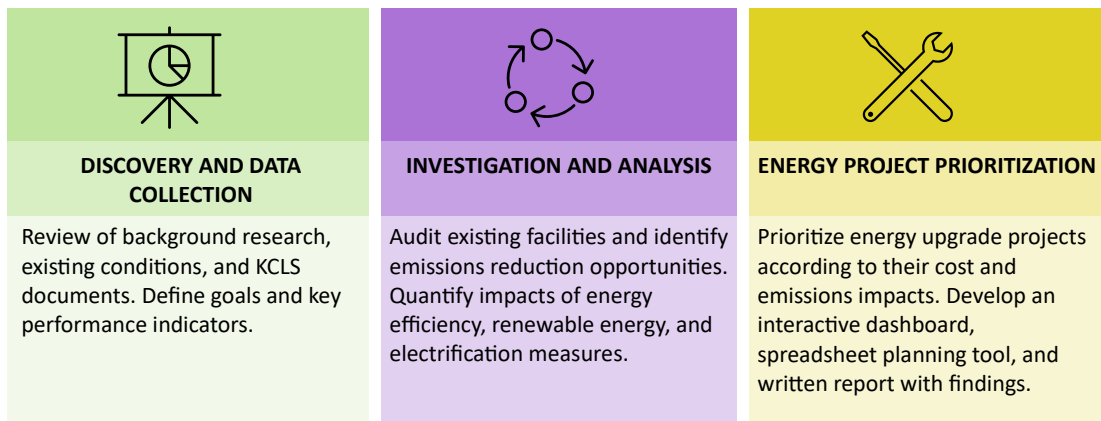 DISCOVERY AND DATA
COLLECTION
Review of background research,
existing conditions, and KCLS
documents. Define goals and key
performance indicators.
INVESTIGATION AND ANALYSIS
Audit existing facilities and identify
emissions reduction opportunities.
Quantify impacts of energy
efficiency, renewable energy, and
electrification measures.
ENERGY PROJECT PRIORITIZATION
Prioritize energy upgrade projects
according to their cost and
emissions impacts. Develop an
interactive dashboard,
spreadsheet planning tool, and
written report with findings.